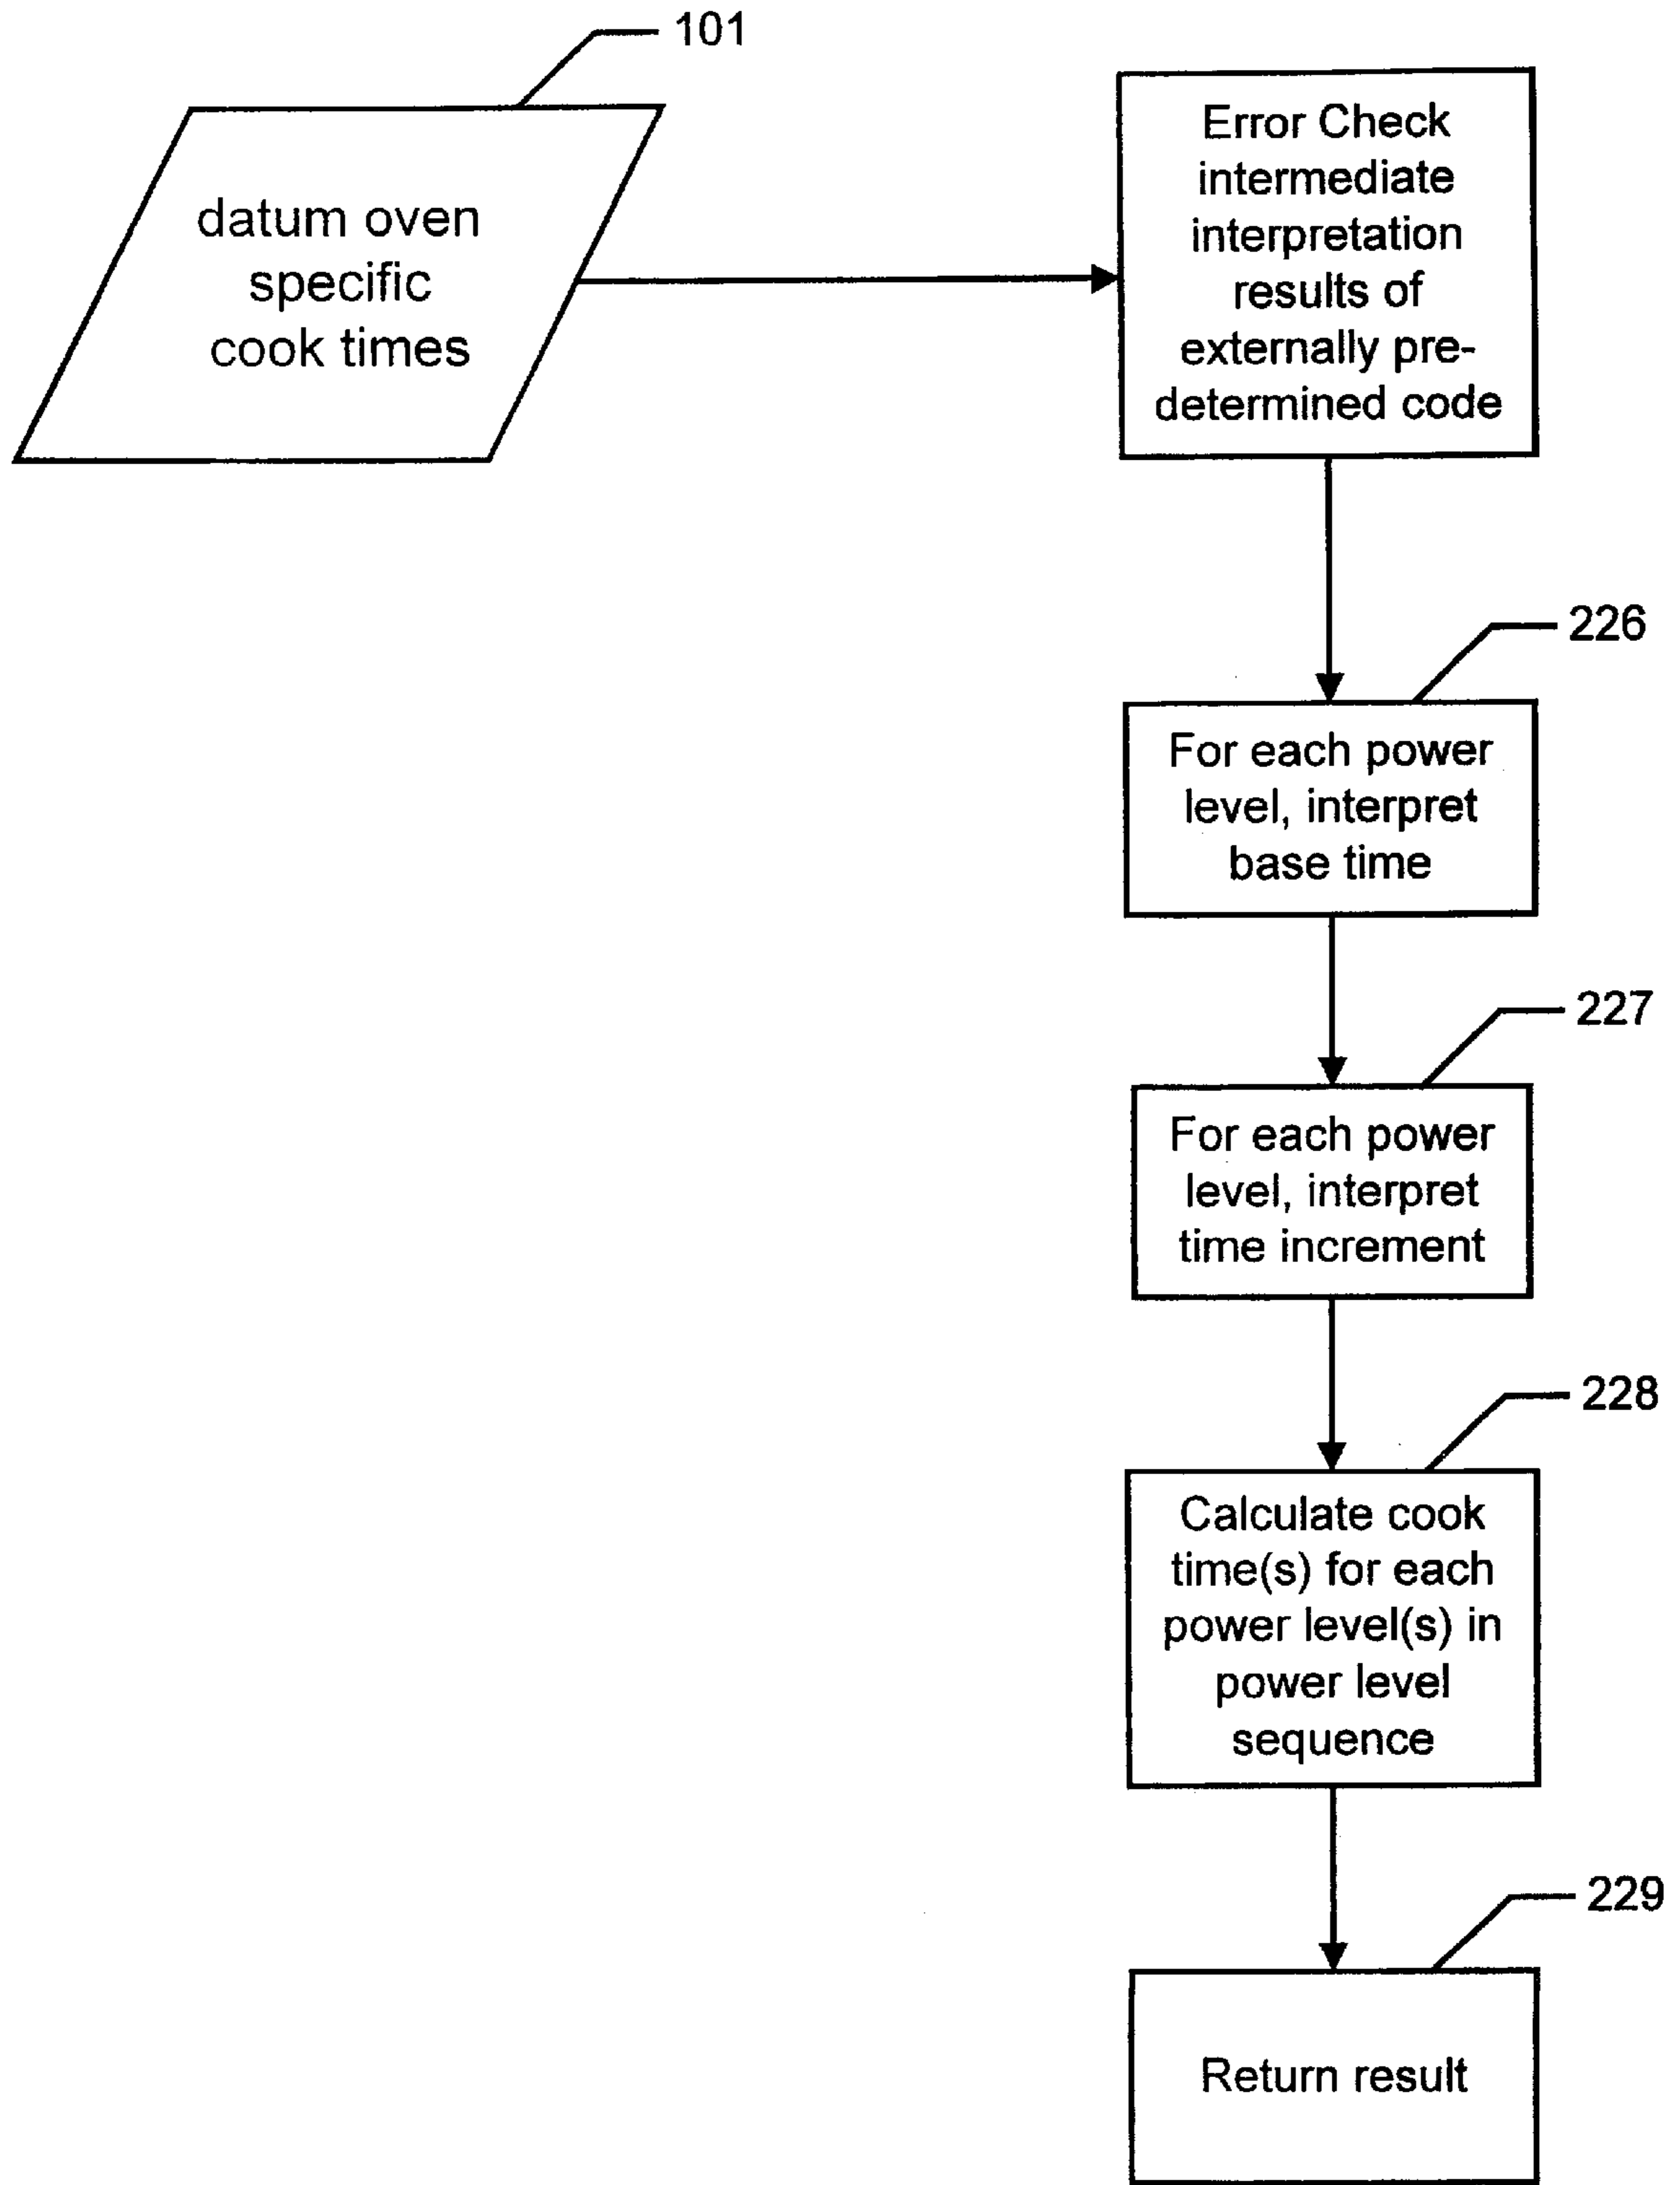 101
datum oven
specific
cook times
Error Check
intermediate
interpretation
results of
externally pre-
determined code
226
For each power
level, interpret
base time
227
For each power
level, interpret
time increment
228
Calculate cook
time(s) for each
power level(s) in
power level
sequence
229
Return result